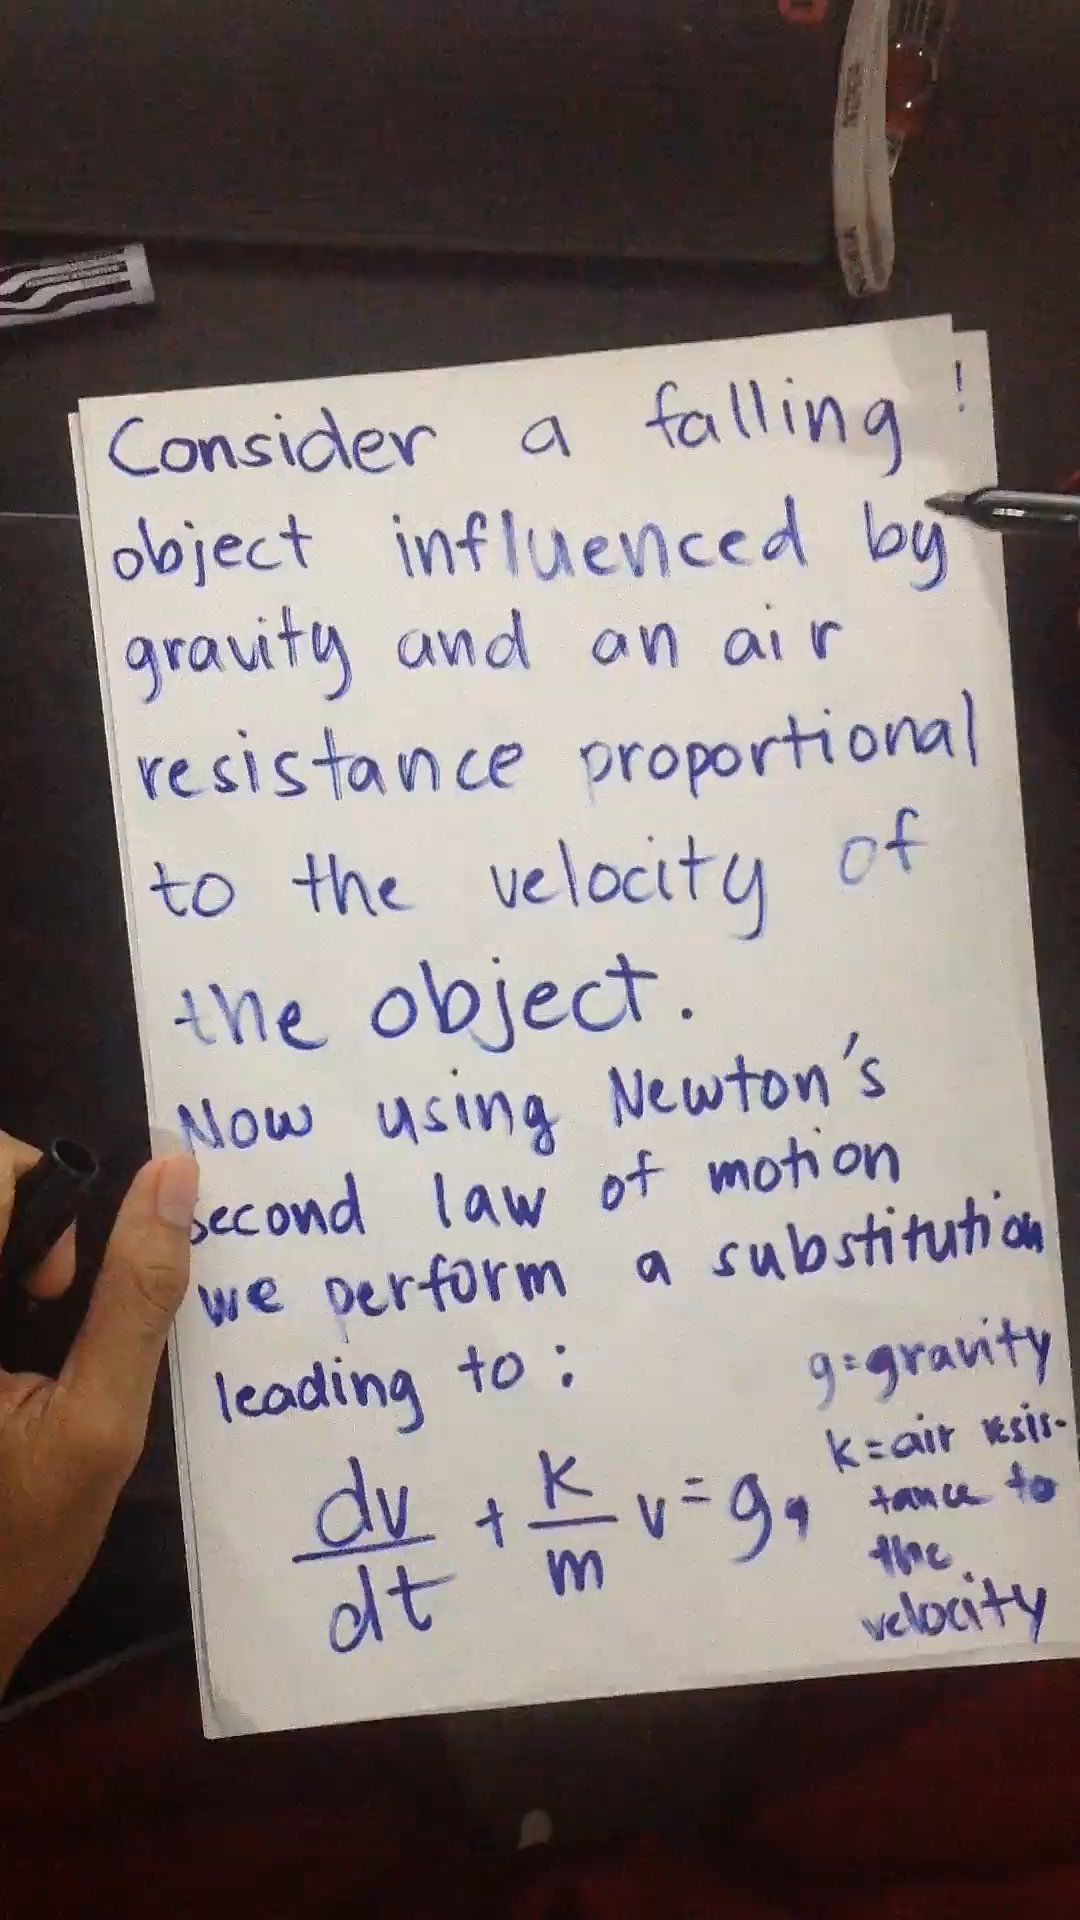 Consider a falling !
object influenced by
gravity and an air
resistance proportional
to the velocity of
the object.
Now using Newton's
second law of motion
we perform a substitution
leading to:
g=gravity
k=air resis-
tance to
the
velocity
dv/dt + k/m v = g,